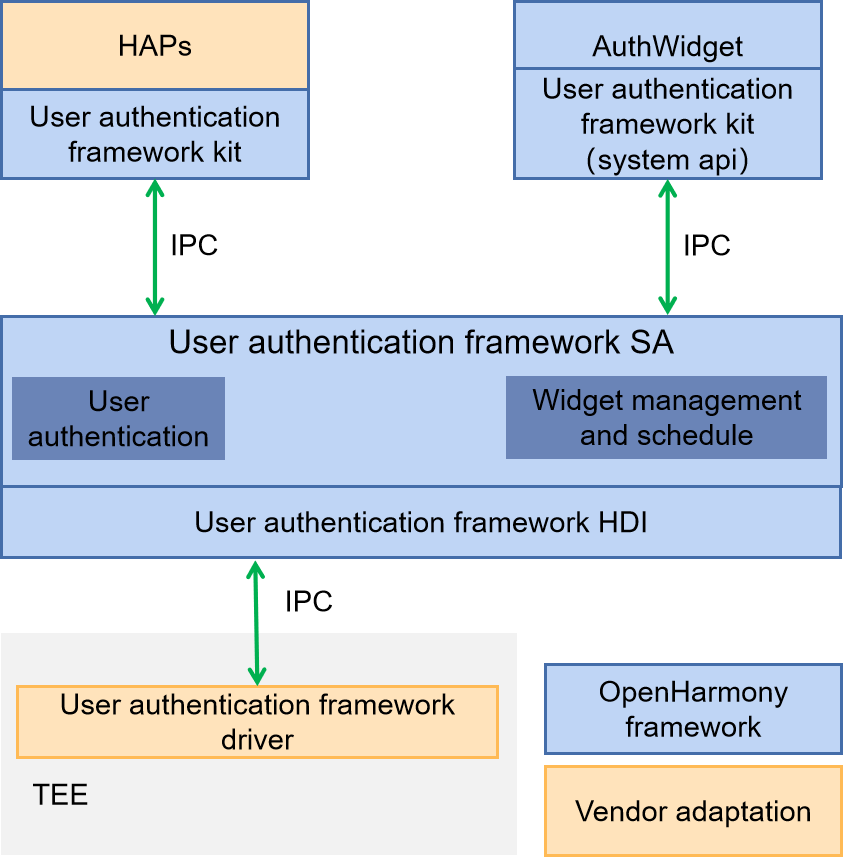 HAPs
User authentication
framework kit
AuthWidget
User authentication
framework kit
(system api)
IPC
IPC
User authentication framework SA
User
authentication
Widget management
and schedule
User authentication framework HDI
IPC
User authentication framework
driver
TEE
OpenHarmony
framework
Vendor adaptation